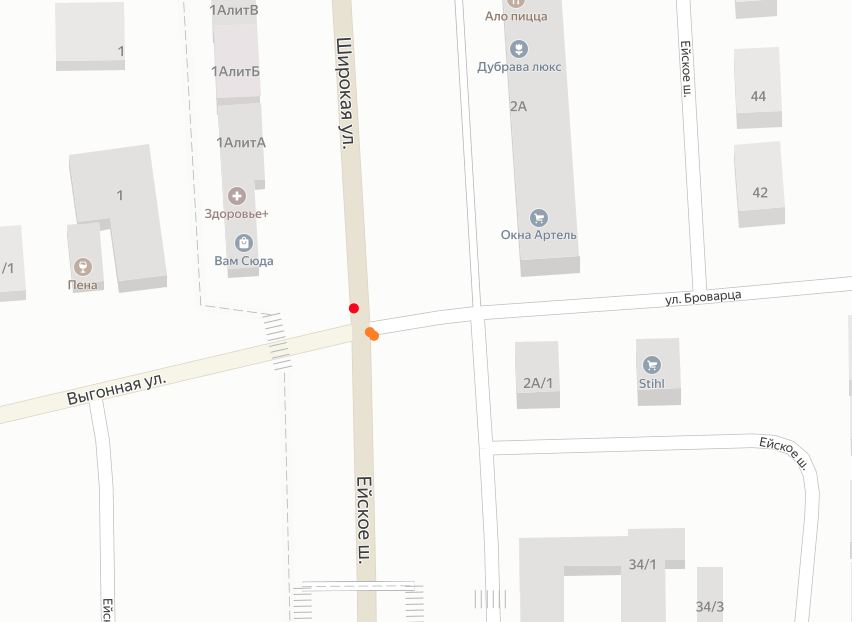 1АлитВ
Ало пицца
1
Широкая ул.
Дубрава люкс
Ейское ш.
1АлитБ
44
2А
1АлитА
1
42
Здоровье+
Окна Артель
Вам Сюда
/1
Пена
ул. Броварца
2А/1
Stihl
Выгонная ул.
Ейское ш.
Ейское ш.
34/1
34/3
Ейск